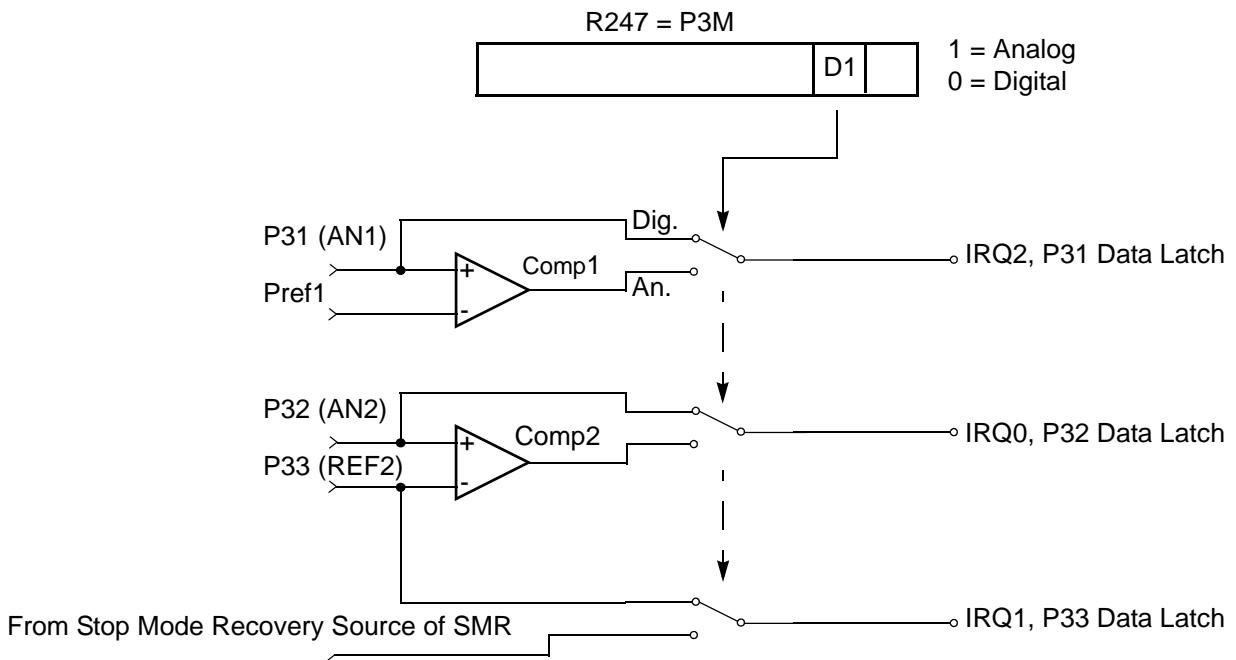 R247 = P3M
D1
1 = Analog
0 = Digital
P31 (AN1)
Dig.
+
Comp1
IRQ2, P31 Data Latch
Pref1
-
An.
P32 (AN2)
+
Comp2
IRQ0, P32 Data Latch
P33 (REF2)
-
From Stop Mode Recovery Source of SMR
IRQ1, P33 Data Latch